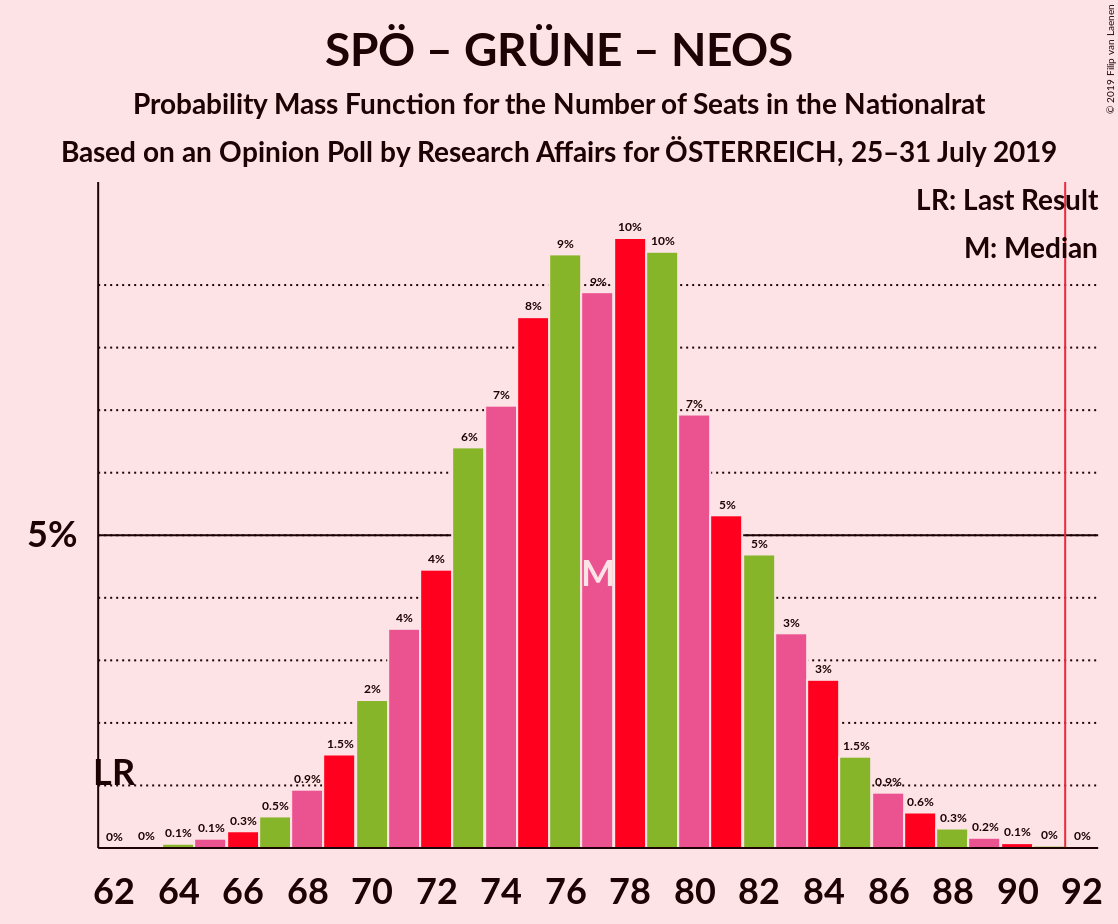 SPÖ – GRÜNE – NEOS
Probability Mass Function for the Number of Seats in the Nationalrat
Based on an Opinion Poll by Research Affairs for ÖSTERREICH, 25–31 July 2019
© 2019 Filip van Laenen
LR: Last Result
M: Median
10%
9%
10%
9%
8%
7%
7%
6%
5%
5%
5%
4%
M
4%
3%
3%
2%
1.5%
1.5%
LR
0.9%
0.9%
0.5%
0.6%
0% 0% 0.1% 0.1% 0.3%
0.3% 0.2% 0.1% 0% 0%
62 64 66 68 70 72 74 76 78 80 82 84 86 88 90 92